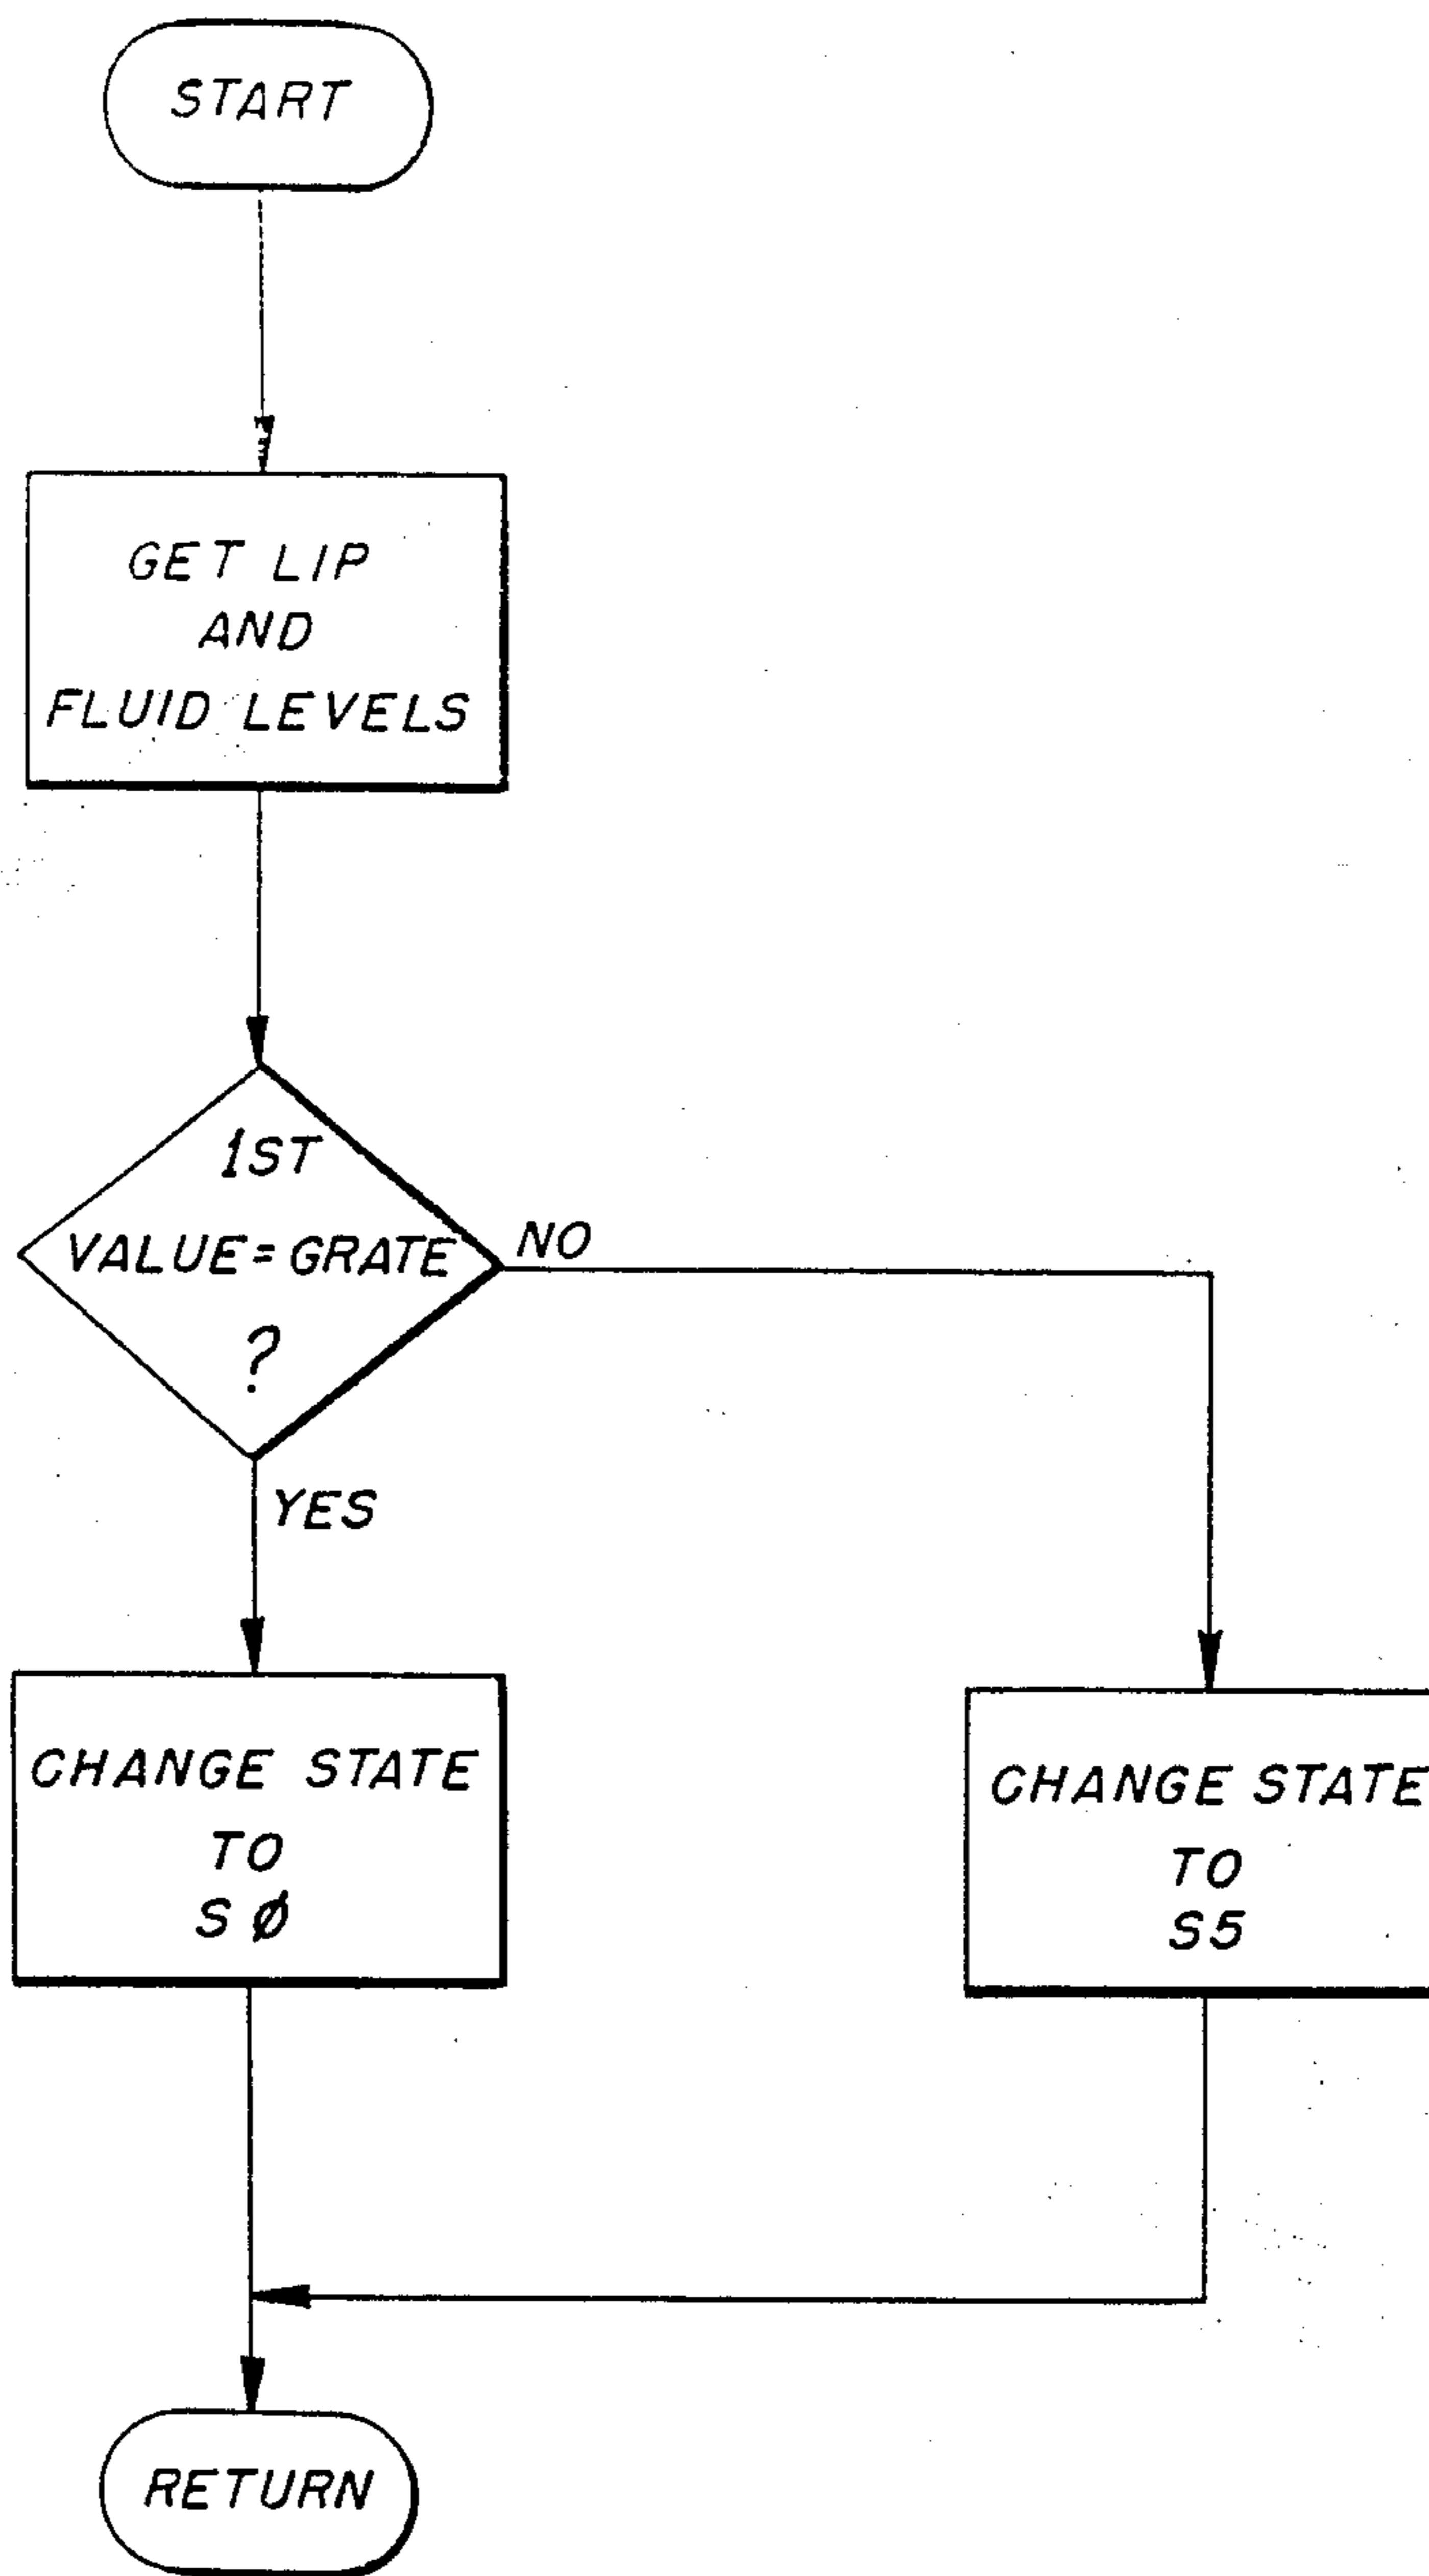 START
GET LIP
AND
FLUID LEVELS
1ST
VALUE = GRATE
?
NO
YES
CHANGE STATE
TO
SØ
CHANGE STATE
TO
S5
RETURN